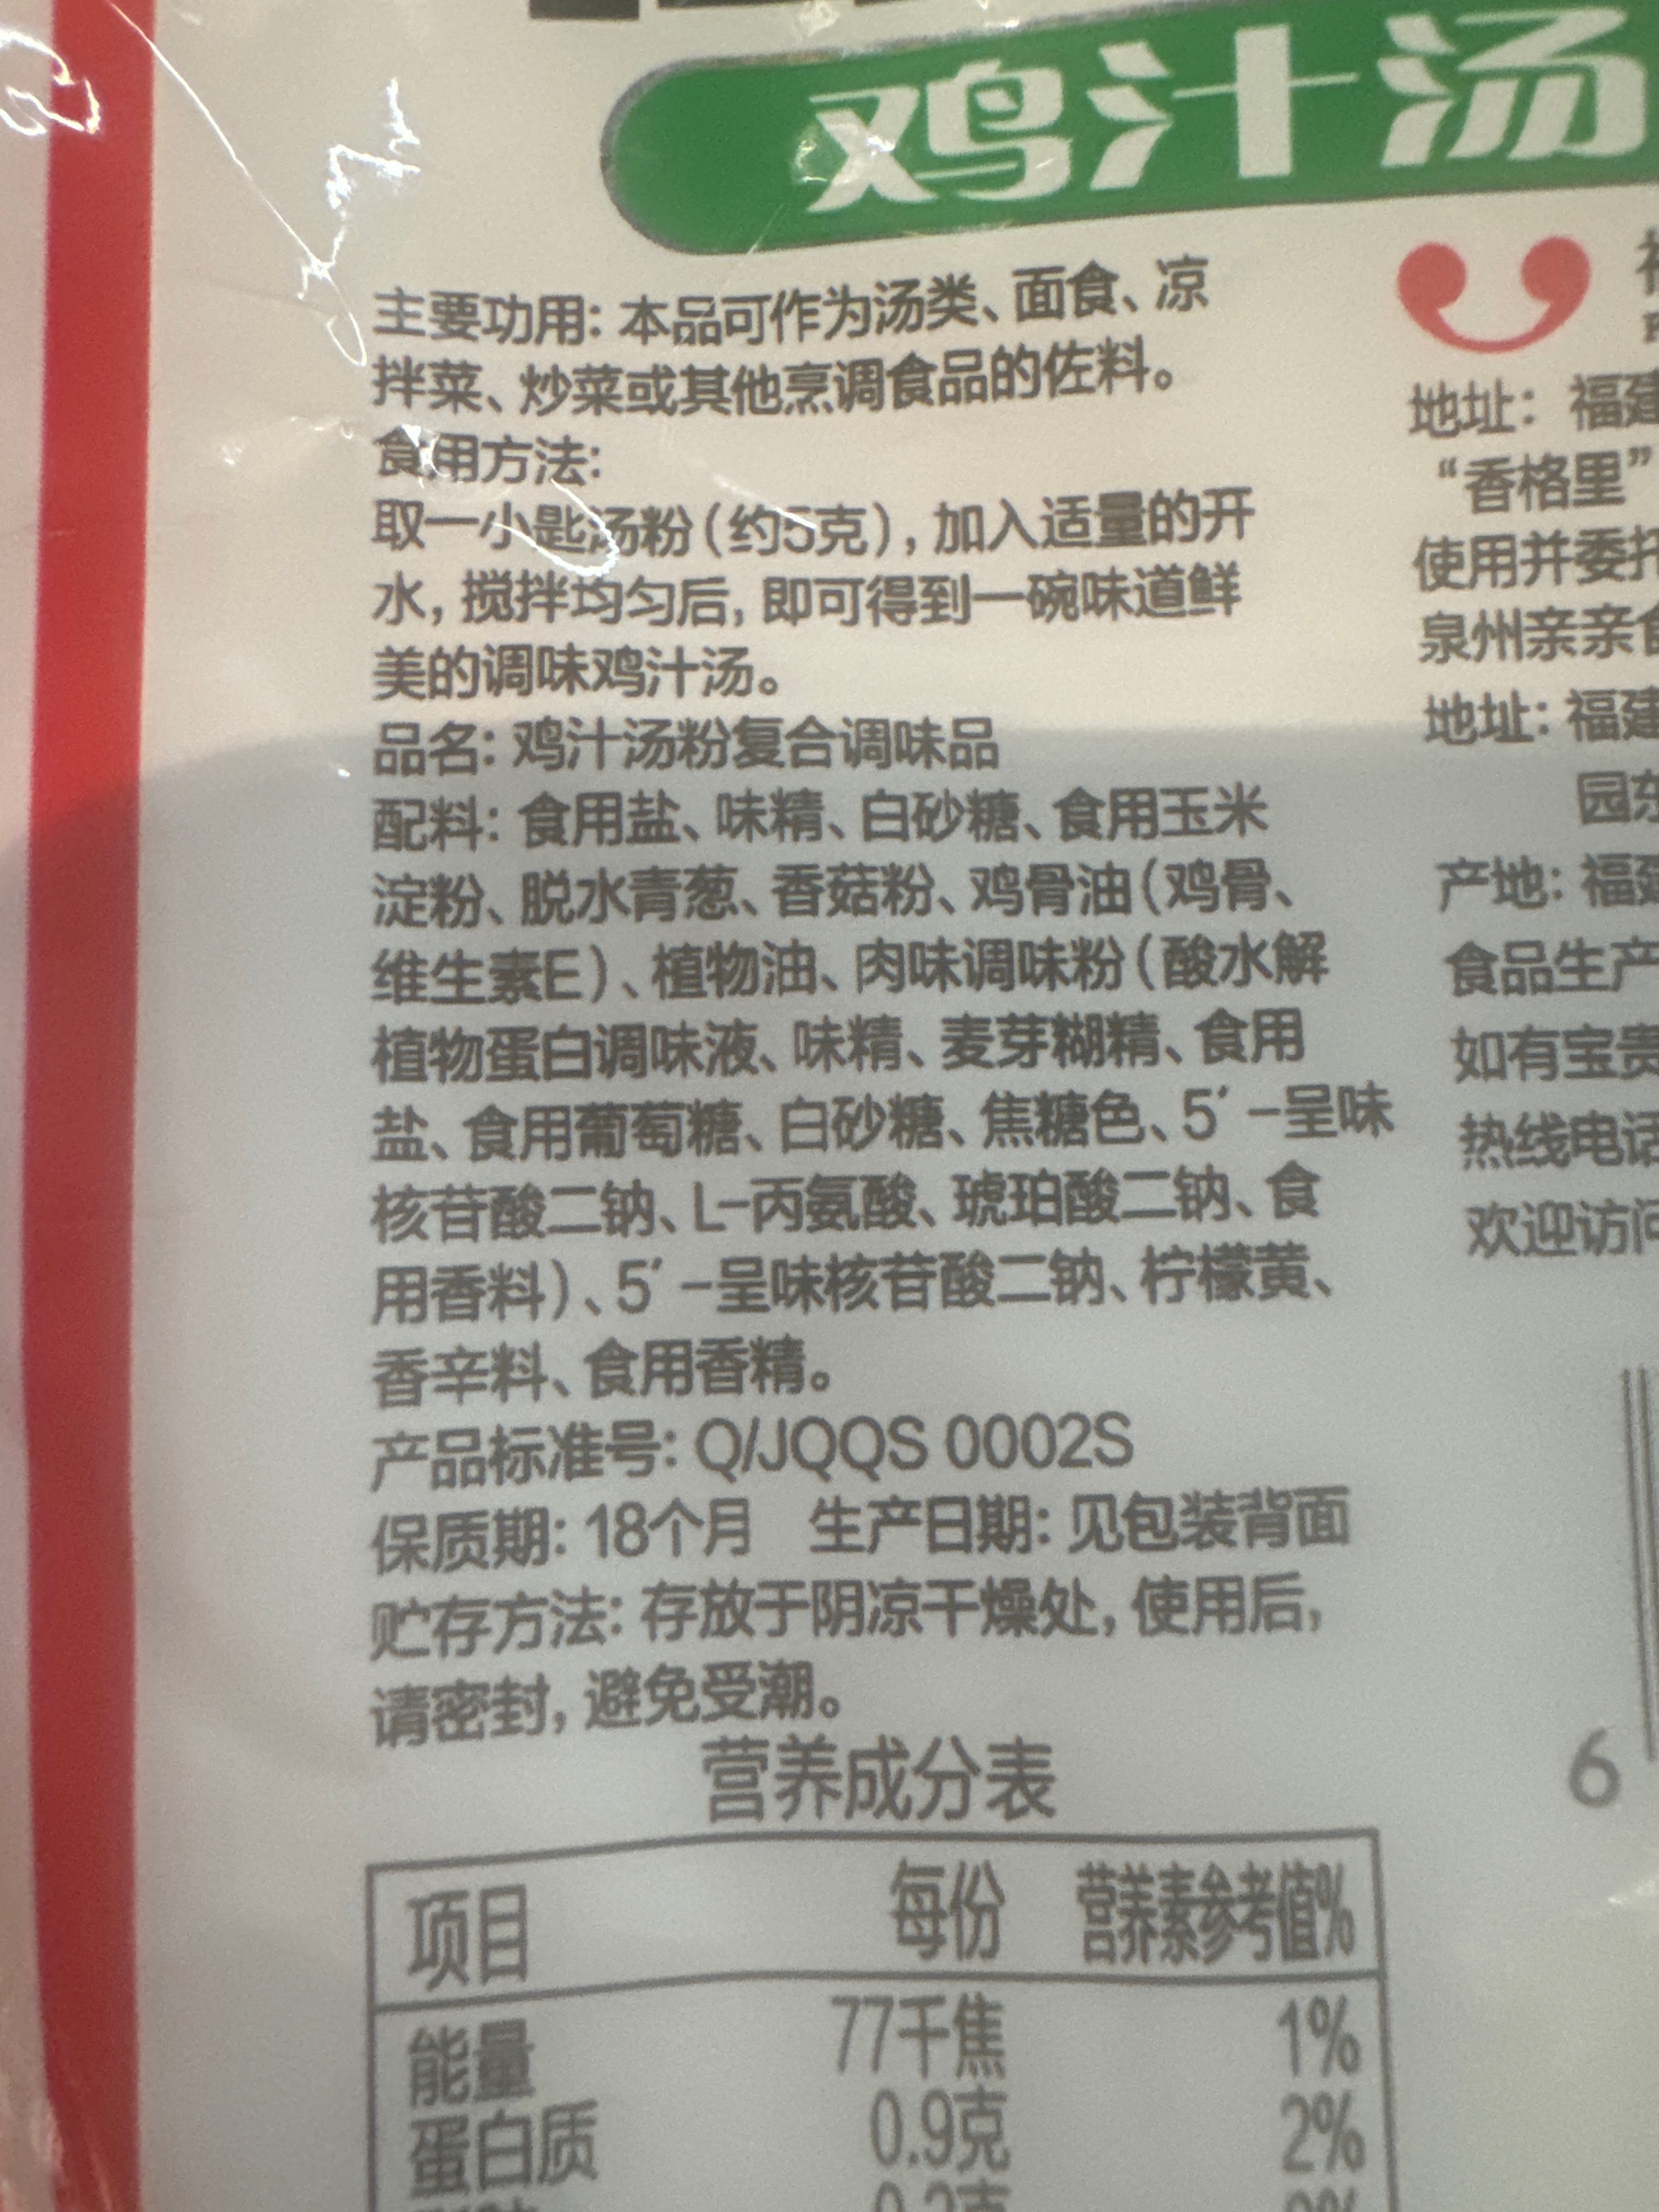 鸡汁汤
主要功用：本品可作为汤类、面食、凉
拌菜、炒菜或其他烹调食品的佐料。
食用方法：
取一小匙汤粉（约5克），加入适量的开
水，搅拌均匀后，即可得到一碗味道鲜
美的调味鸡汁汤。
品名：鸡汁汤粉复合调味品
配料：食用盐、味精、白砂糖、食用玉米
淀粉、脱水青葱、香菇粉、鸡骨油（鸡骨、
维生素E）、植物油、肉味调味粉（酸水解
植物蛋白调味液、味精、麦芽糊精、食用
盐、食用葡萄糖、白砂糖、焦糖色、5′-呈味
核苷酸二钠、L-丙氨酸、琥珀酸二钠、食
用香料）、5′-呈味核苷酸二钠、柠檬黄、
香辛料、食用香精。
产品标准号：Q/JQQS 0002S
保质期：18个月 生产日期：见包装背面
贮存方法：存放于阴凉干燥处，使用后，
请密封，避免受潮。
营养成分表
项目 每份 营养素参考值%
能量 77千焦 1%
蛋白质 0.9克 2%
地址：福建
“香格里”
使用并委托
泉州亲亲食
地址：福建
园东
产地：福建
食品生产
如有宝贵
热线电话
欢迎访问
6